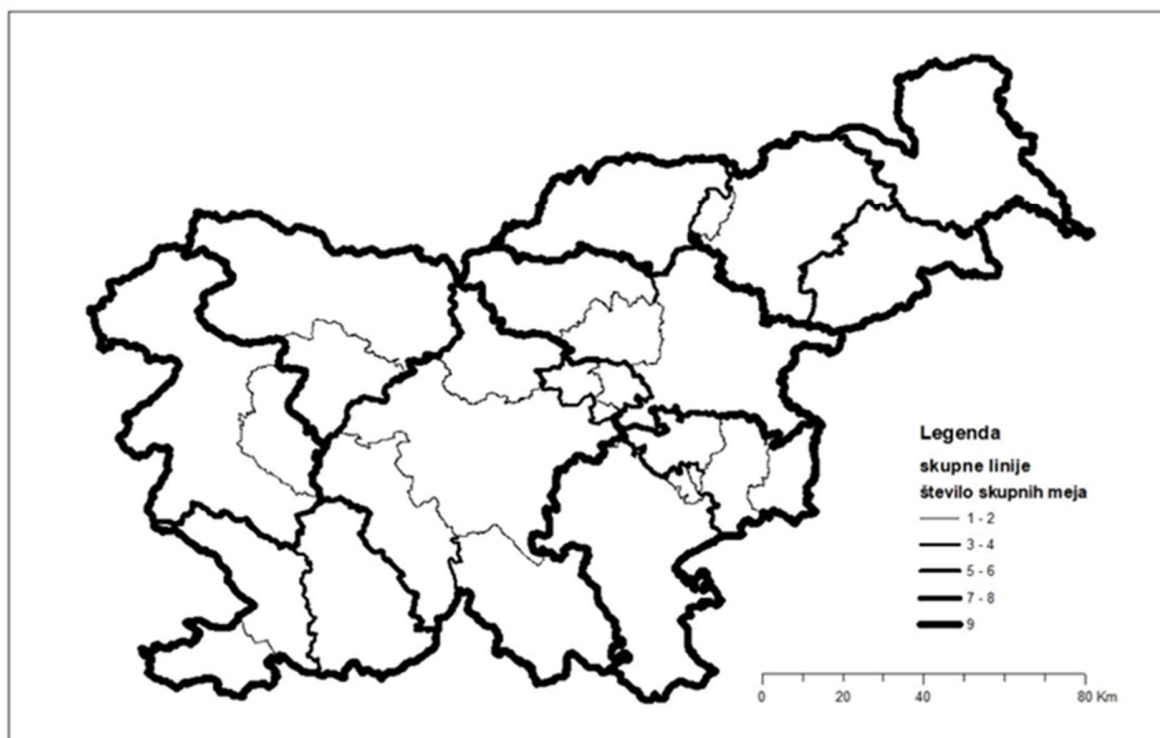 Legenda
skupne linije
število skupnih meja
1 - 2
3 - 4
5 - 6
7 - 8
9
0 20 40 80 Km